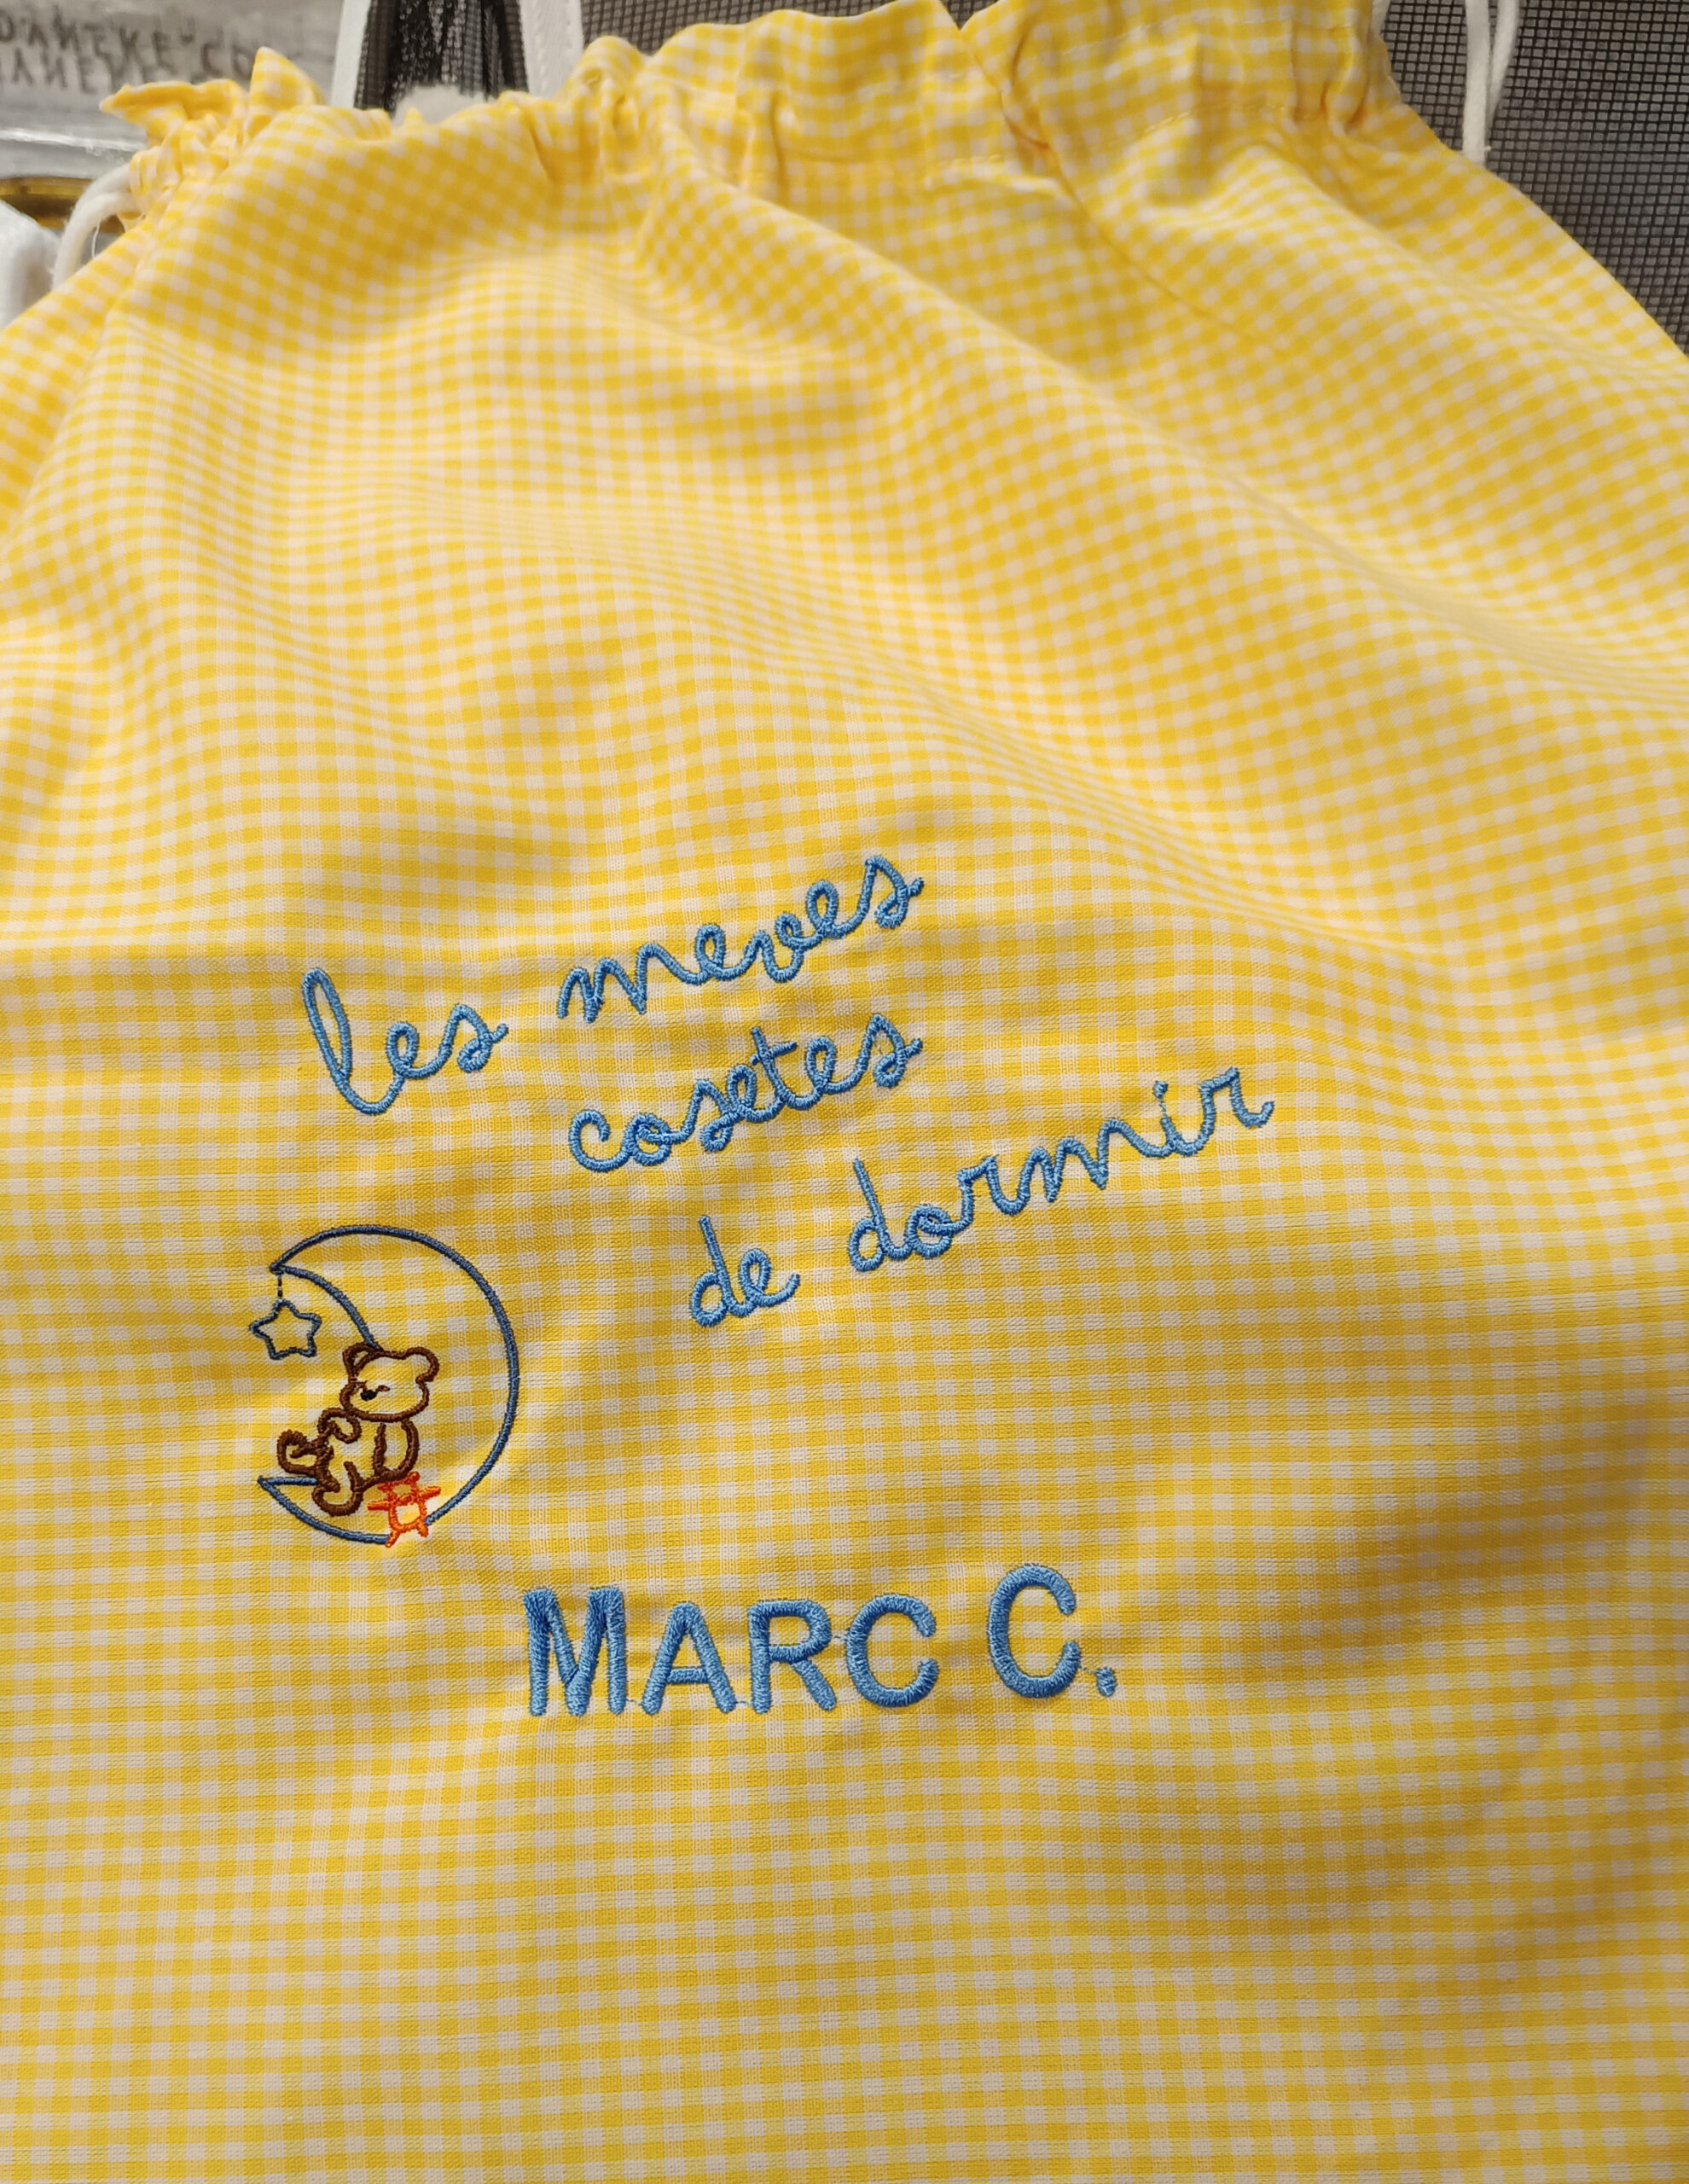 les meves
cosetes
de dormir
MARC C.